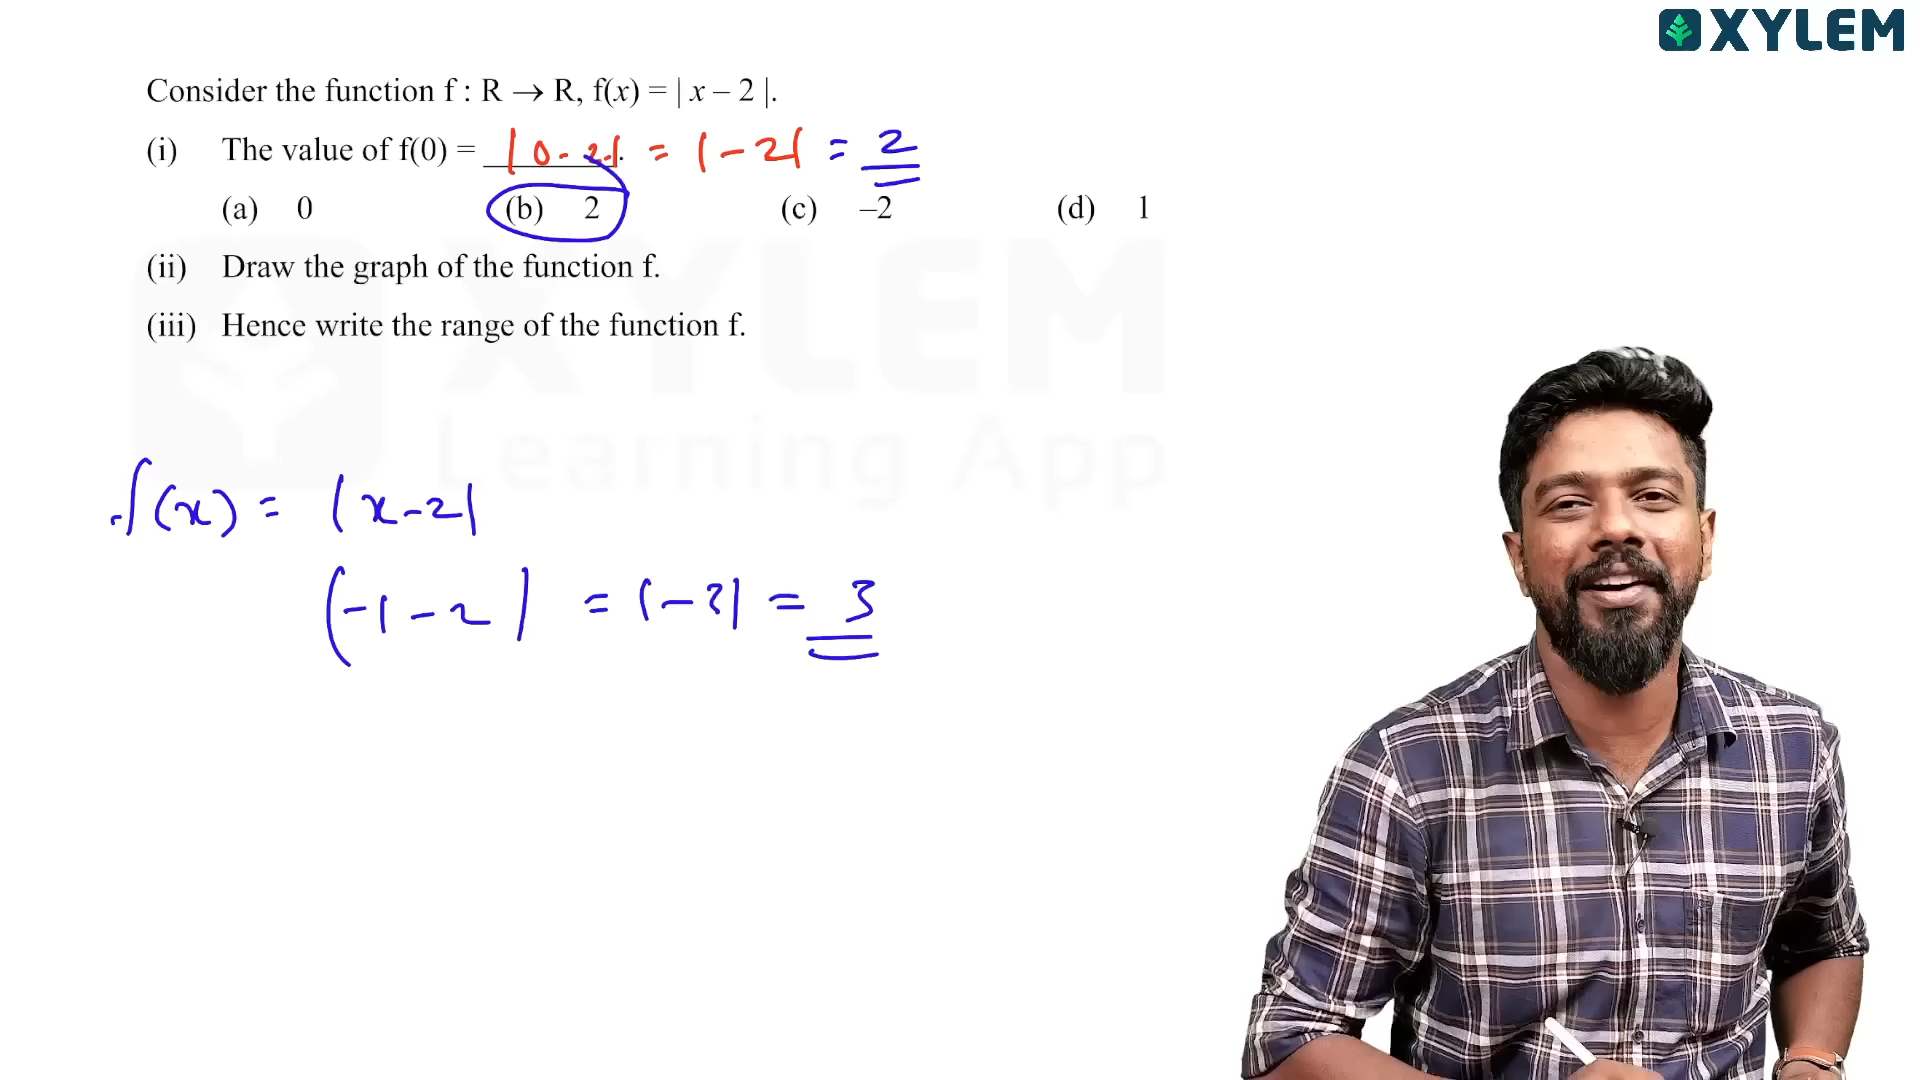 XYLEM
Consider the function f : R → R, f(x) = | x – 2 |.
(i) The value of f(0) = |0-2|. = |-2| = 2
(a) 0 (b) 2 (c) –2 (d) 1
(ii) Draw the graph of the function f.
(iii) Hence write the range of the function f.
XYLEM
Learning App
f(x) = |x-2|
|-1-2| = |-3| = 3